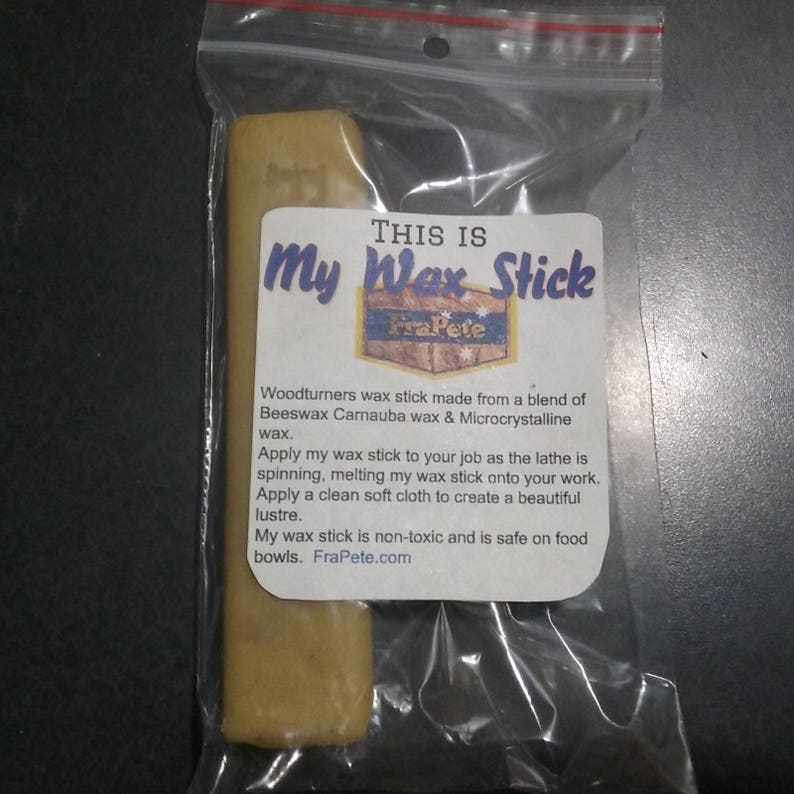 THIS IS
My Wax Stick
FraPete
Woodturners wax stick made from a blend of
Beeswax Carnauba wax & Microcrystalline
wax.
Apply my wax stick to your job as the lathe is
spinning, melting my wax stick onto your work.
Apply a clean soft cloth to create a beautiful
lustre.
My wax stick is non-toxic and is safe on food
bowls. FraPete.com